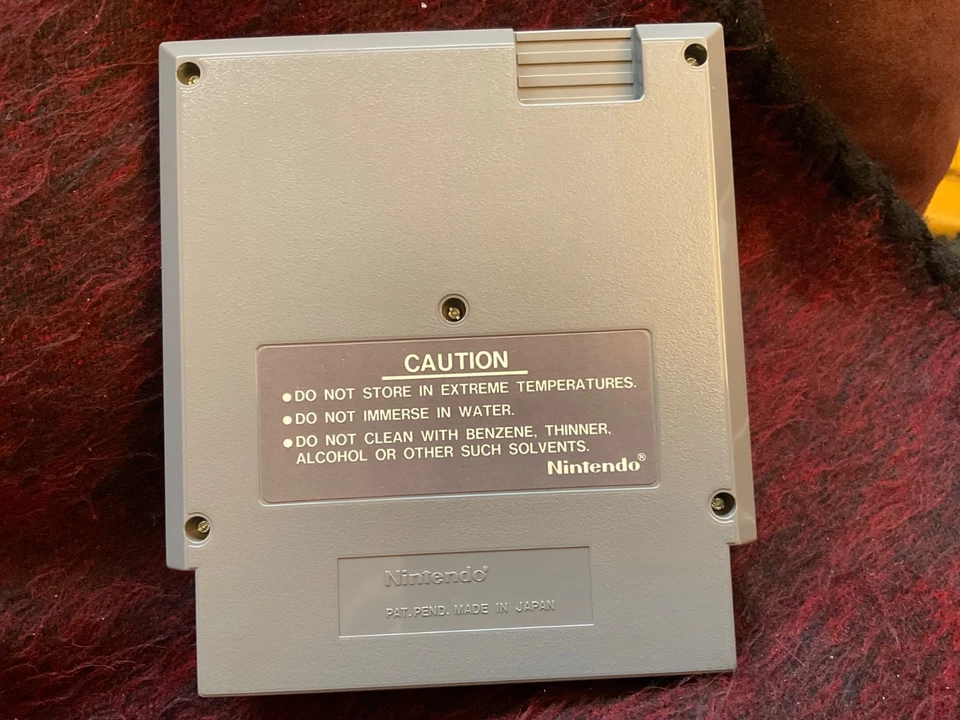 CAUTION
●DO NOT STORE IN EXTREME TEMPERATURES.
●DO NOT IMMERSE IN WATER.
●DO NOT CLEAN WITH BENZENE, THINNER,
ALCOHOL OR OTHER SUCH SOLVENTS.
Nintendo®
Nintendo®
PAT. PEND. MADE IN JAPAN